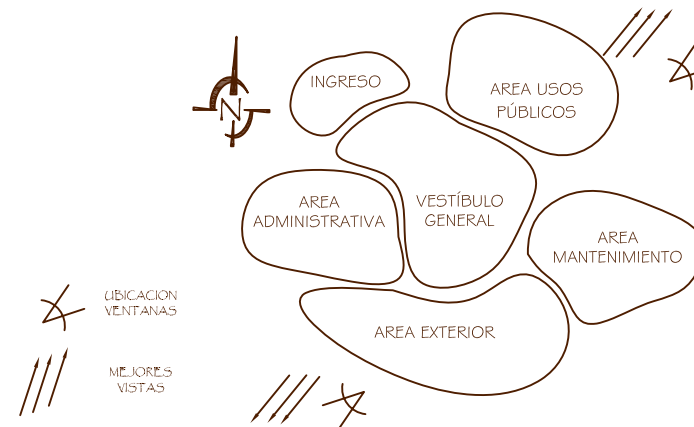 INGRESO
AREA USOS
PÚBLICOS
N
AREA
ADMINISTRATIVA
VESTÍBULO
GENERAL
AREA
MANTENIMIENTO
UBICACION
VENTANAS
AREA EXTERIOR
MEJORES
VISTAS